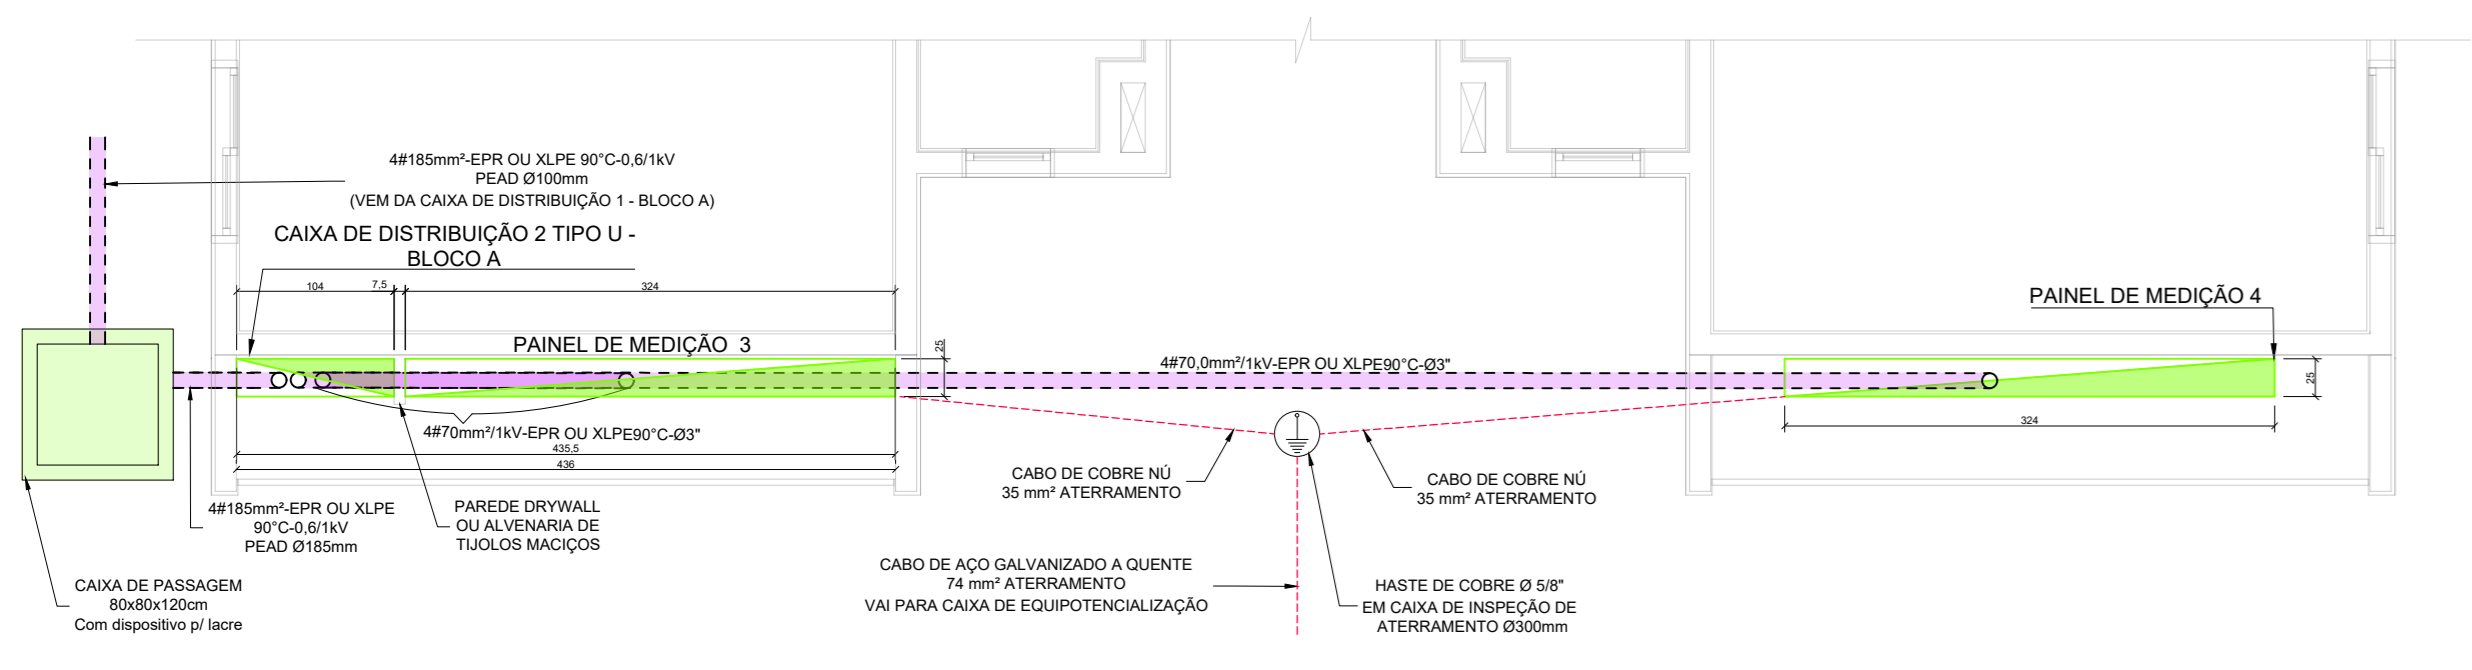 4#185mm²-EPR OU XLPE 90°C-0,6/1kV
PEAD Ø100mm
(VEM DA CAIXA DE DISTRIBUIÇÃO 1 - BLOCO A)
CAIXA DE DISTRIBUIÇÃO 2 TIPO U -
BLOCO A
104
7,5
324
PAINEL DE MEDIÇÃO 3
25
4#70,0mm²/1kV-EPR OU XLPE90°C-Ø3"
PAINEL DE MEDIÇÃO 4
25
324
4#70mm²/1kV-EPR OU XLPE90°C-Ø3"
435,5
436
4#185mm²-EPR OU XLPE
90°C-0,6/1kV
PEAD Ø185mm
PAREDE DRYWALL
OU ALVENARIA DE
TIJOLOS MACIÇOS
CABO DE COBRE NÚ
35 mm² ATERRAMENTO
CABO DE COBRE NÚ
35 mm² ATERRAMENTO
CAIXA DE PASSAGEM
80x80x120cm
Com dispositivo p/ lacre
CABO DE AÇO GALVANIZADO A QUENTE
74 mm² ATERRAMENTO
VAI PARA CAIXA DE EQUIPOTENCIALIZAÇÃO
HASTE DE COBRE Ø 5/8"
EM CAIXA DE INSPEÇÃO DE
ATERRAMENTO Ø300mm